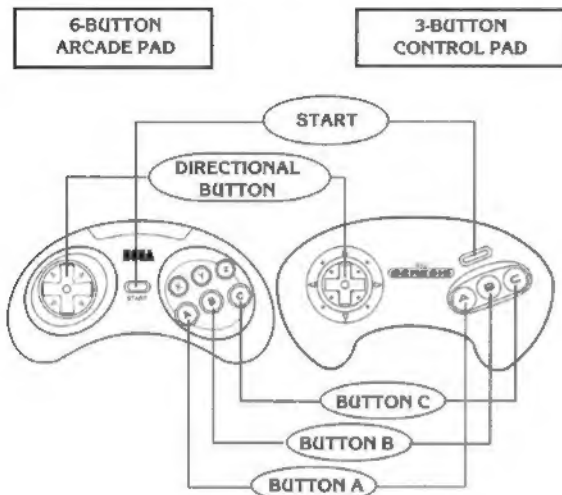 6-BUTTON
ARCADE PAD
3-BUTTON
CONTROL PAD
START
DIRECTIONAL
BUTTON
SEGA
START
X Y Z
A B C
GENESIS
A B C
BUTTON C
BUTTON B
BUTTON A